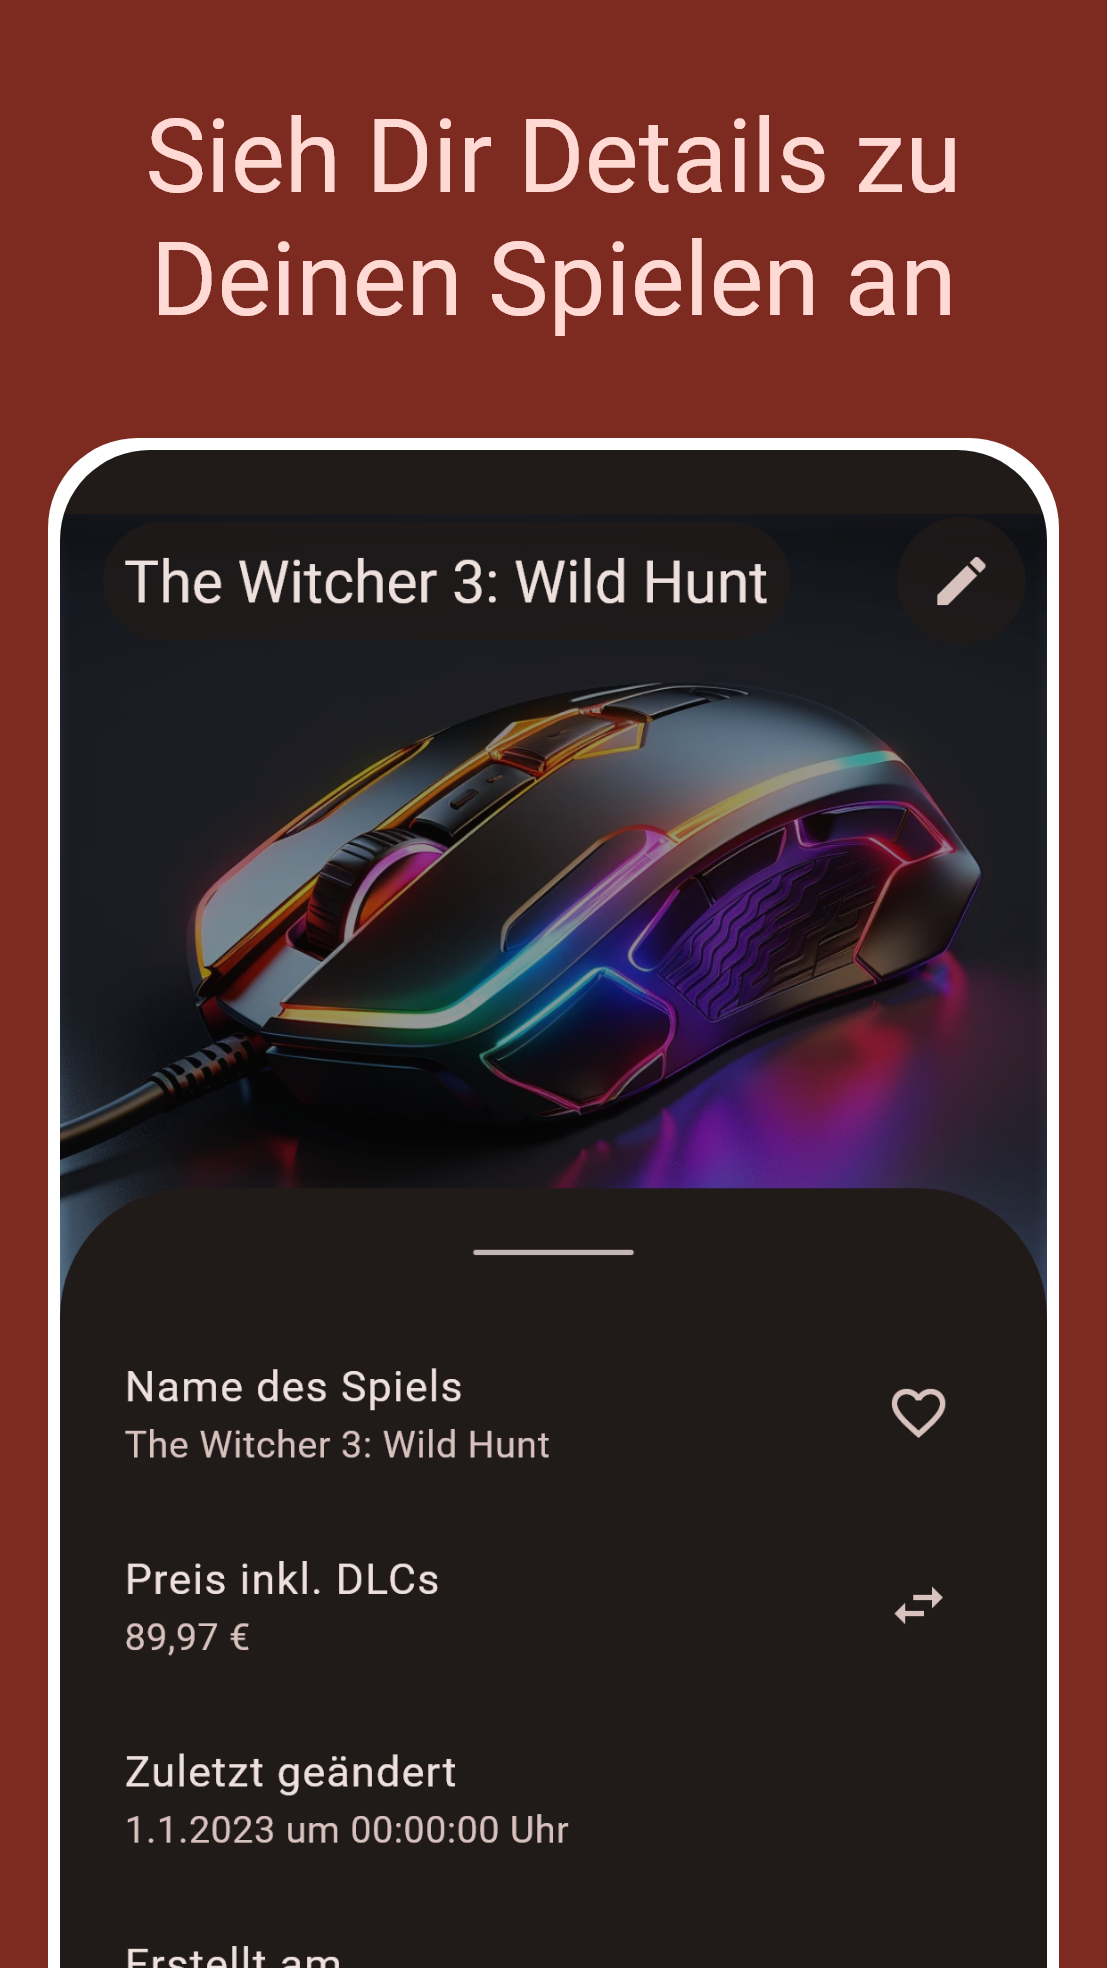 Sieh Dir Details zu
Deinen Spielen an
The Witcher 3: Wild Hunt
Name des Spiels
The Witcher 3: Wild Hunt
Preis inkl. DLCs
89,97 €
Zuletzt geändert
1.1.2023 um 00:00:00 Uhr
Erstellt am